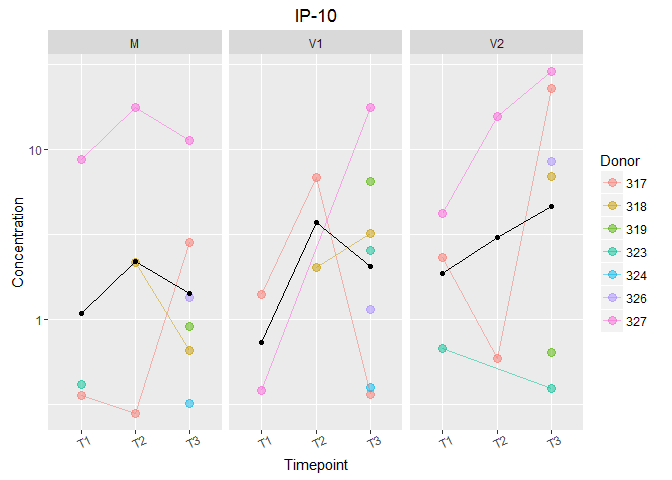 IP-10
M V1 V2
Concentration
10
1
T1 T2 T3 T1 T2 T3 T1 T2 T3
Timepoint
Donor
317
318
319
323
324
326
327